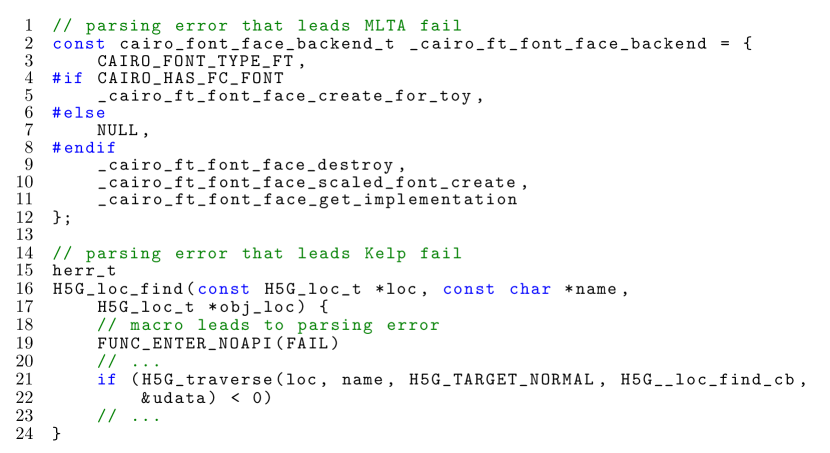 1 // parsing error that leads MLTA fail
2 const cairo_font_face_backend_t _cairo_ft_font_face_backend = {
3     CAIRO_FONT_TYPE_FT,
4 #if CAIRO_HAS_FC_FONT
5     _cairo_ft_font_face_create_for_toy,
6 #else
7     NULL,
8 #endif
9     _cairo_ft_font_face_destroy,
10     _cairo_ft_font_face_scaled_font_create,
11     _cairo_ft_font_face_get_implementation
12 };
13
14 // parsing error that leads Kelp fail
15 herr_t
16 H5G_loc_find(const H5G_loc_t *loc, const char *name,
17     H5G_loc_t *obj_loc) {
18     // macro leads to parsing error
19     FUNC_ENTER_NOAPI(FAIL)
20     // ...
21     if (H5G_traverse(loc, name, H5G_TARGET_NORMAL, H5G__loc_find_cb,
22         &udata) < 0)
23     // ...
24 }